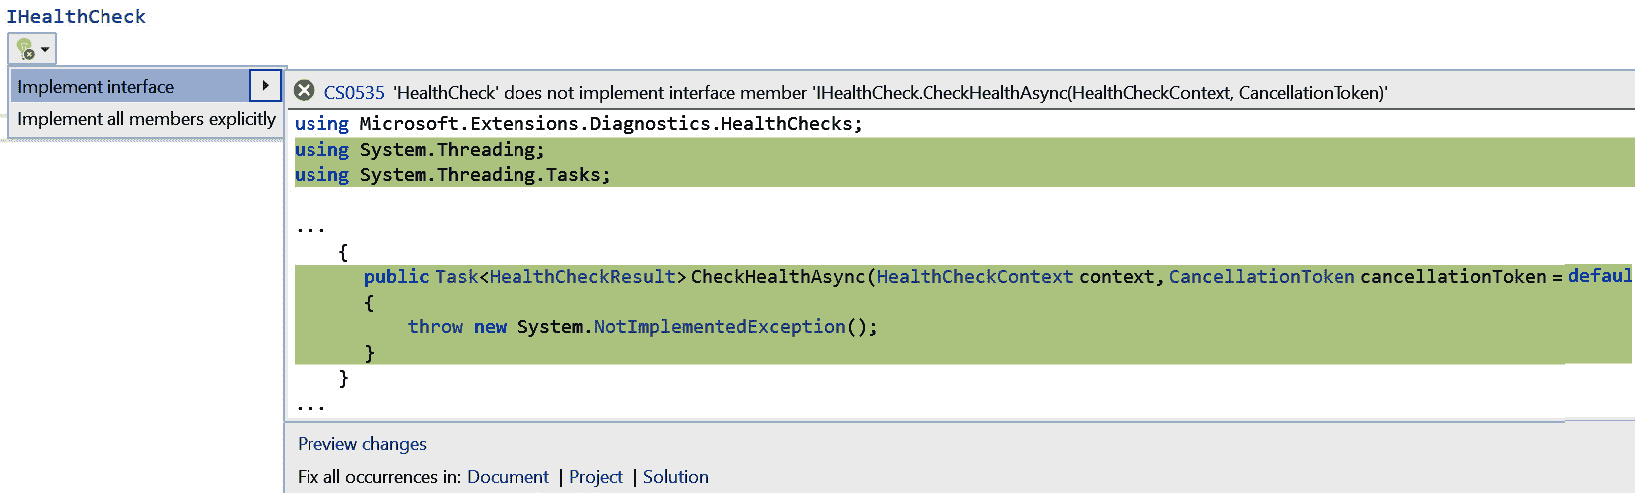 IHealthCheck
Implement interface
Implement all members explicitly
CS0535 'HealthCheck' does not implement interface member 'IHealthCheck.CheckHealthAsync(HealthCheckContext, CancellationToken)'
using Microsoft.Extensions.Diagnostics.HealthChecks;
using System.Threading;
using System.Threading.Tasks;
...
{
public Task<HealthCheckResult> CheckHealthAsync(HealthCheckContext context, CancellationToken cancellationToken = defaul
{
throw new System.NotImplementedException();
}
}
...
Preview changes
Fix all occurrences in: Document | Project | Solution